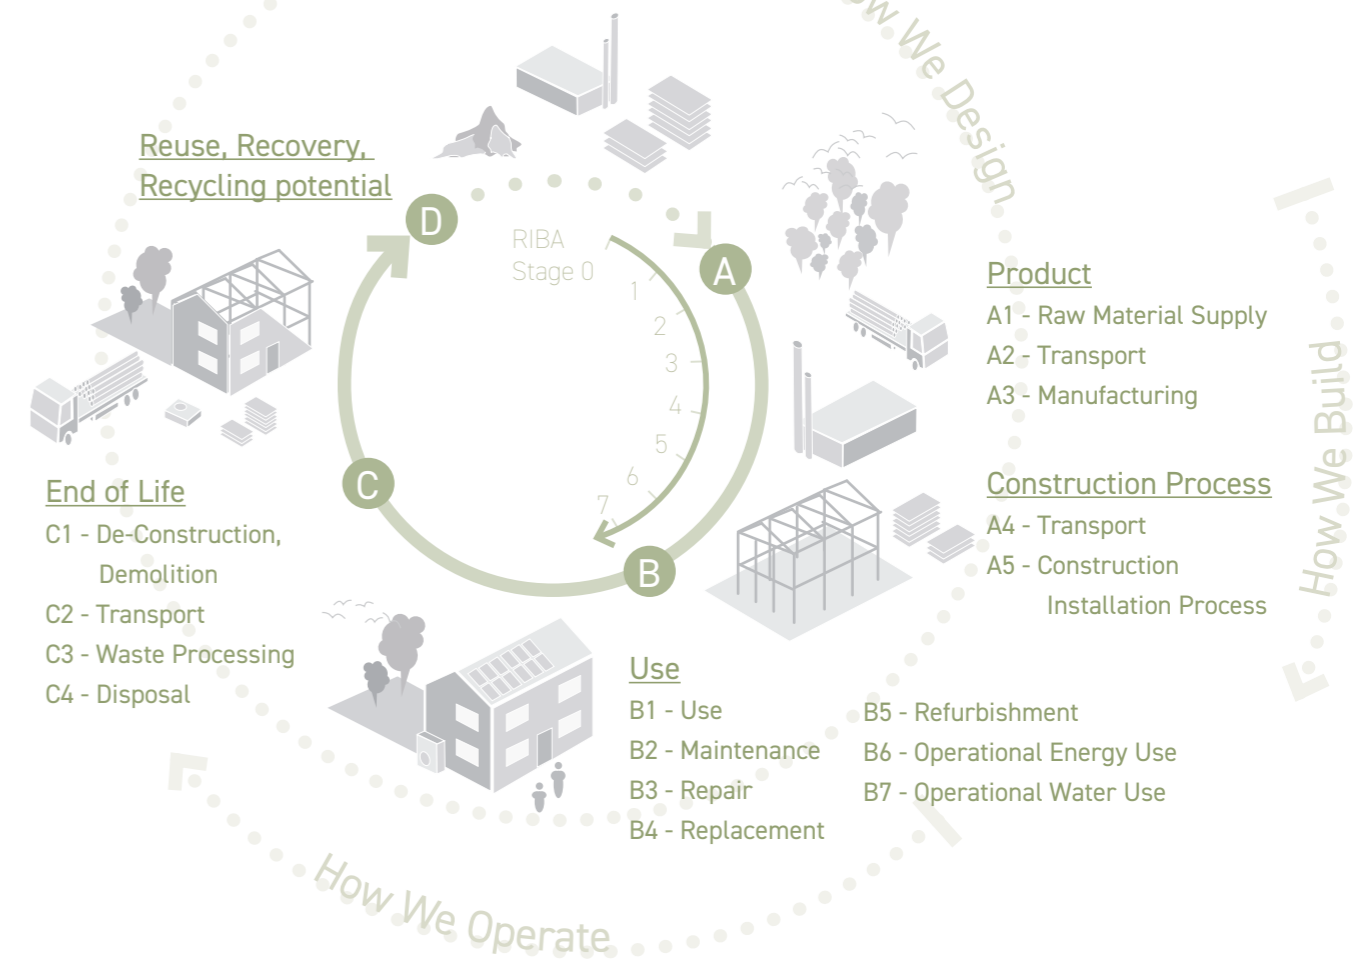 ow We Design
Reuse, Recovery,
Recycling potential
D
RIBA
Stage 0
1
2
3
4
5
6
7
A
B
C
Product
A1 - Raw Material Supply
A2 - Transport
A3 - Manufacturing
Construction Process
A4 - Transport
A5 - Construction
Installation Process
How We Build
End of Life
C1 - De-Construction,
Demolition
C2 - Transport
C3 - Waste Processing
C4 - Disposal
Use
B1 - Use
B2 - Maintenance
B3 - Repair
B4 - Replacement
B5 - Refurbishment
B6 - Operational Energy Use
B7 - Operational Water Use
How We Operate